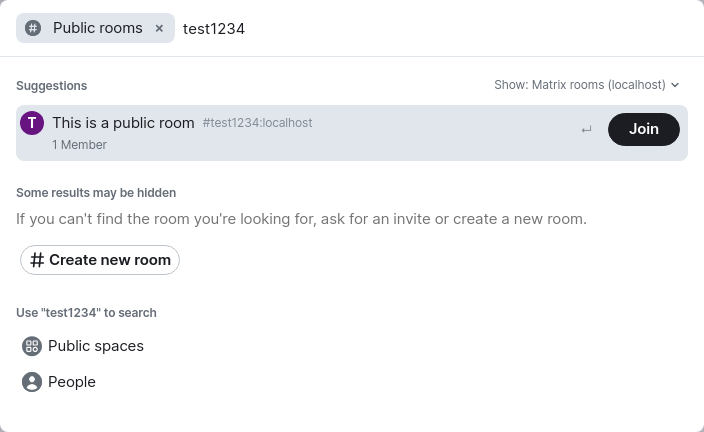 Public rooms × test1234
Suggestions Show: Matrix rooms (localhost)
T This is a public room #test1234:localhost
Join
1 Member
Some results may be hidden
If you can't find the room you're looking for, ask for an invite or create a new room.
Create new room
Use "test1234" to search
Public spaces
People